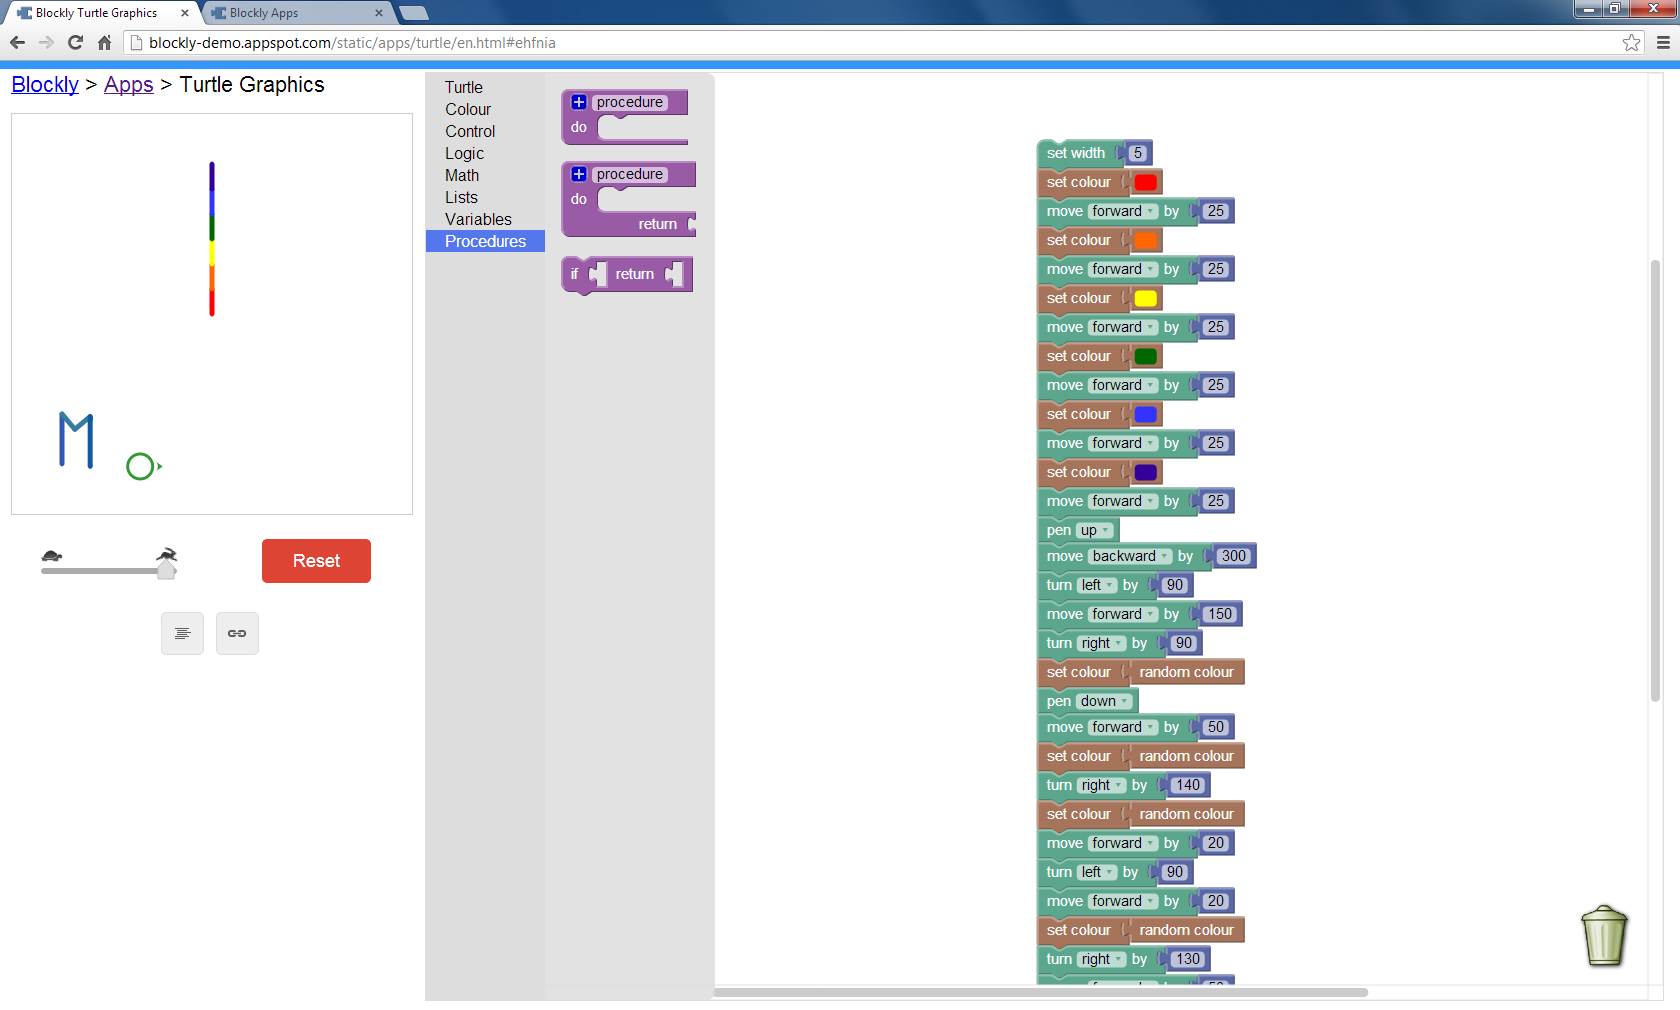 Blockly Turtle Graphics
Blockly Apps
blockly-demo.appspot.com/static/apps/turtle/en.html#ehfnia
Blockly > Apps > Turtle Graphics
Reset
Turtle
Colour
Control
Logic
Math
Lists
Variables
Procedures
procedure
do
procedure
do
return
if return
set width 5
set colour
move forward by 25
set colour
move forward by 25
set colour
move forward by 25
set colour
move forward by 25
set colour
move forward by 25
set colour
move forward by 25
pen up
move backward by 300
turn left by 90
move forward by 150
turn right by 90
set colour random colour
pen down
move forward by 50
set colour random colour
turn right by 140
set colour random colour
move forward by 20
turn left by 90
move forward by 20
set colour random colour
turn right by 130